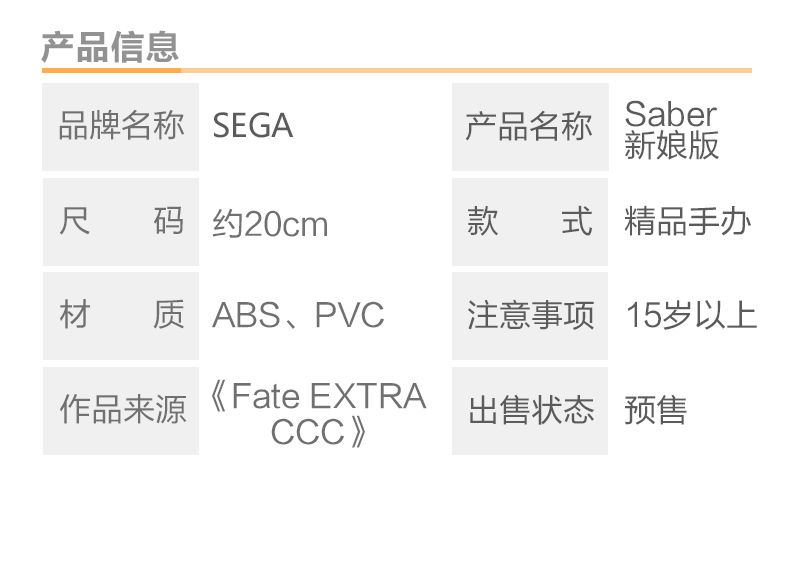 产品信息
品牌名称 SEGA 产品名称 Saber
新娘版
尺 码 约20cm 款 式 精品手办
材 质 ABS、PVC 注意事项 15岁以上
作品来源 《Fate EXTRA
CCC》 出售状态 预售